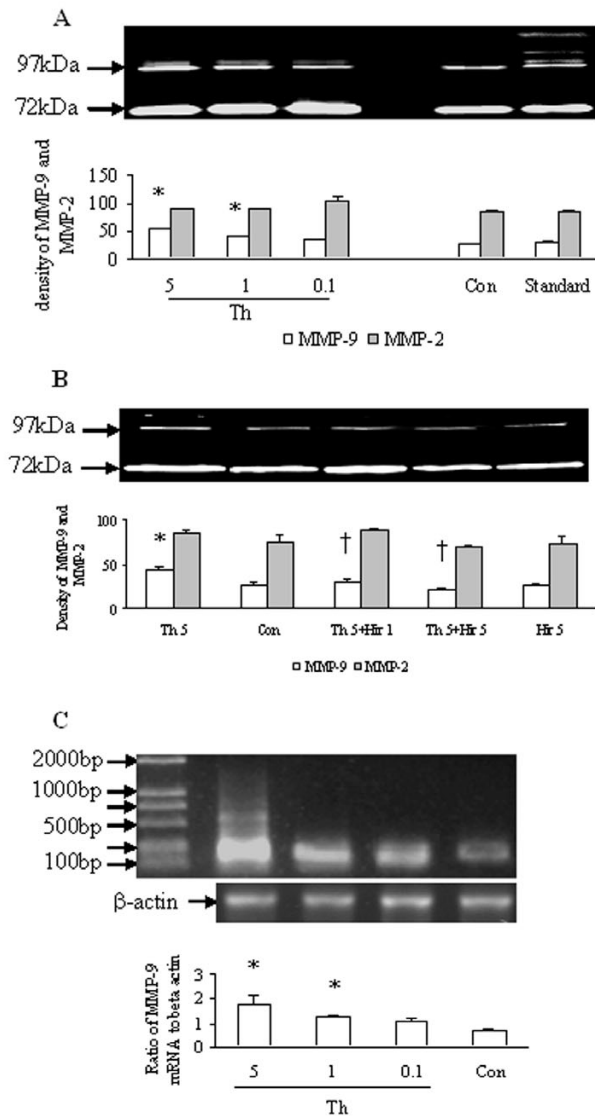 A
97kDa
72kDa
density of MMP-9 and
MMP-2
150
100
50
0
* *
5 1 0.1 Con Standard
Th
MMP-9 MMP-2
B
97kDa
72kDa
Density of MMP-9 and
MMP-2
100
50
0
* † †
Th 5 Con Th 5+Hir 1 Th 5+Hir 5 Hir 5
MMP-9 MMP-2
C
2000bp
1000bp
500bp
100bp
β-actin
Ratio of MMP-9
mRNA to beta actin
3
2
1
0
* *
5 1 0.1 Con
Th